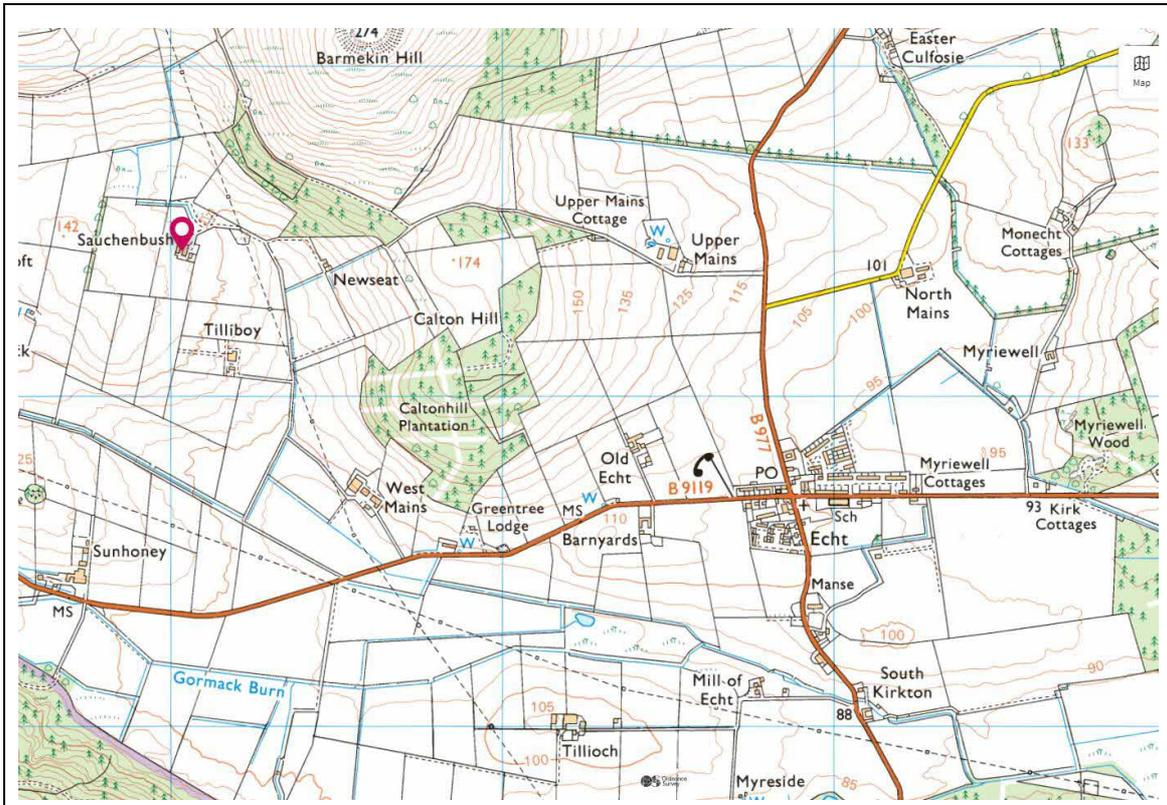 274
Barmekin Hill
Easter
Culfosie
Map
133
Upper Mains
Cottage
W
142
Sauchenbush
Upper
Mains
Monecht
Cottages
174
101
Newseat
North
Mains
150
135
125
115
105
100
Calton Hill
Tilliboy
Myriewell
95
Caltonhill
Plantation
B 977
Myriewell
Wood
Old
Echt
95
PO
Myriewell
Cottages
West
Mains
B 9119
W
Greentree
Lodge
MS
110
Sch
93
Kirk
Cottages
Barnyards
Echt
W
Sunhoney
Manse
MS
100
90
Gormack Burn
Mill of
Echt
South
Kirkton
105
88
Tillioch
100
Ordnance
Survey
Myreside
W
85